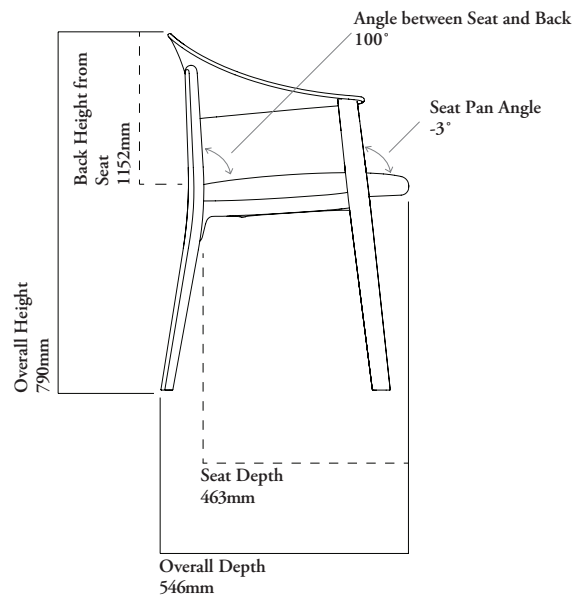 Angle between Seat and Back
100°
Seat Pan Angle
-3°
Back Height from
Seat
1152mm
Overall Height
790mm
Seat Depth
463mm
Overall Depth
546mm